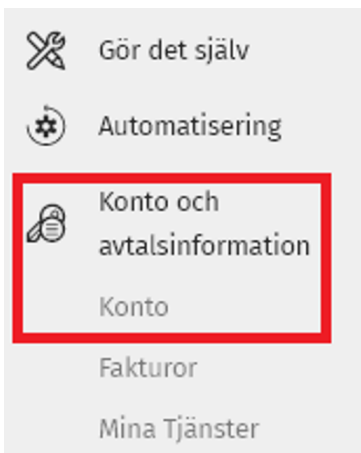 Gör det själv
Automatisering
Konto och
avtalsinformation
Konto
Fakturor
Mina Tjänster